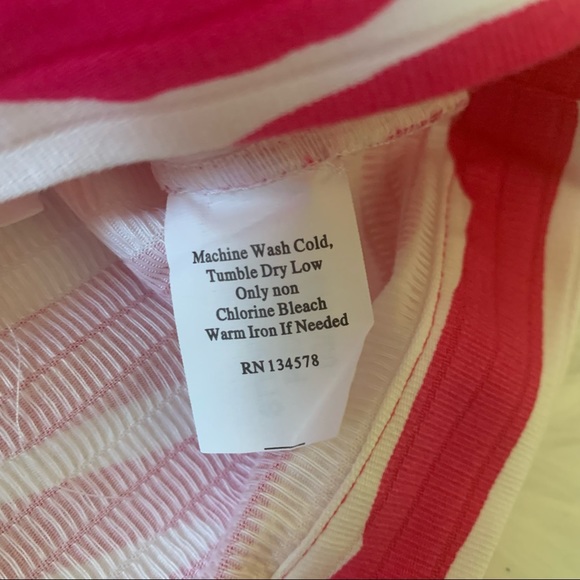 Machine Wash Cold,
Tumble Dry Low
Only non
Chlorine Bleach
Warm Iron If Needed
RN 134578